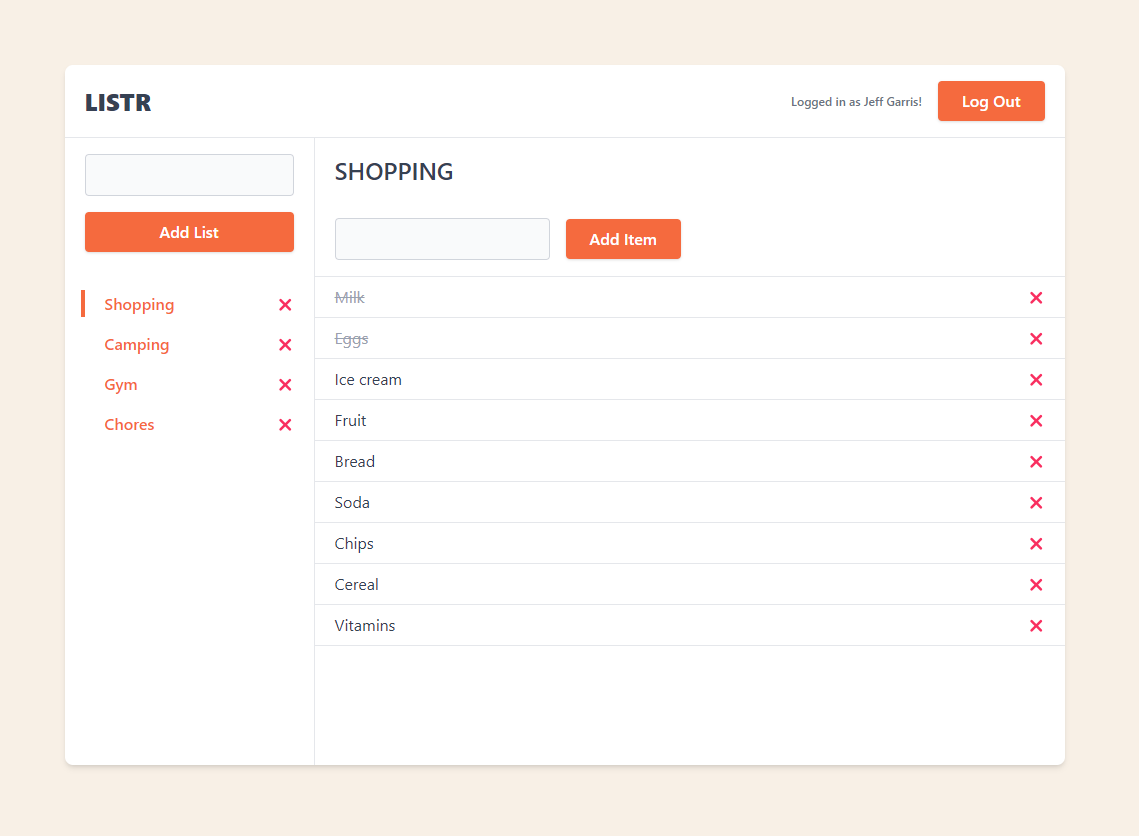 LISTR
Logged in as Jeff Garris!
Log Out
Add List
Shopping
Camping
Gym
Chores
SHOPPING
Add Item
Milk
Eggs
Ice cream
Fruit
Bread
Soda
Chips
Cereal
Vitamins